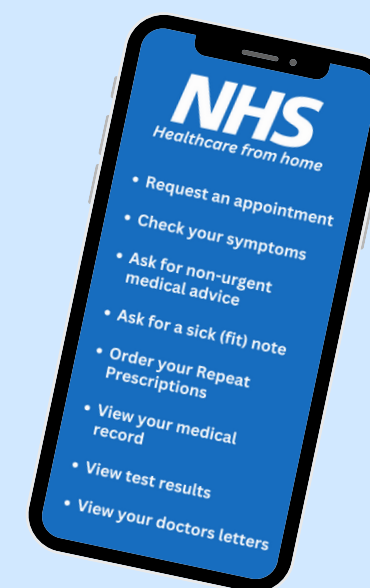 NHS
Healthcare from home
• Request an appointment
• Check your symptoms
• Ask for non-urgent
medical advice
• Ask for a sick (fit) note
• Order your Repeat
Prescriptions
• View your medical
record
• View test results
• View your doctors letters